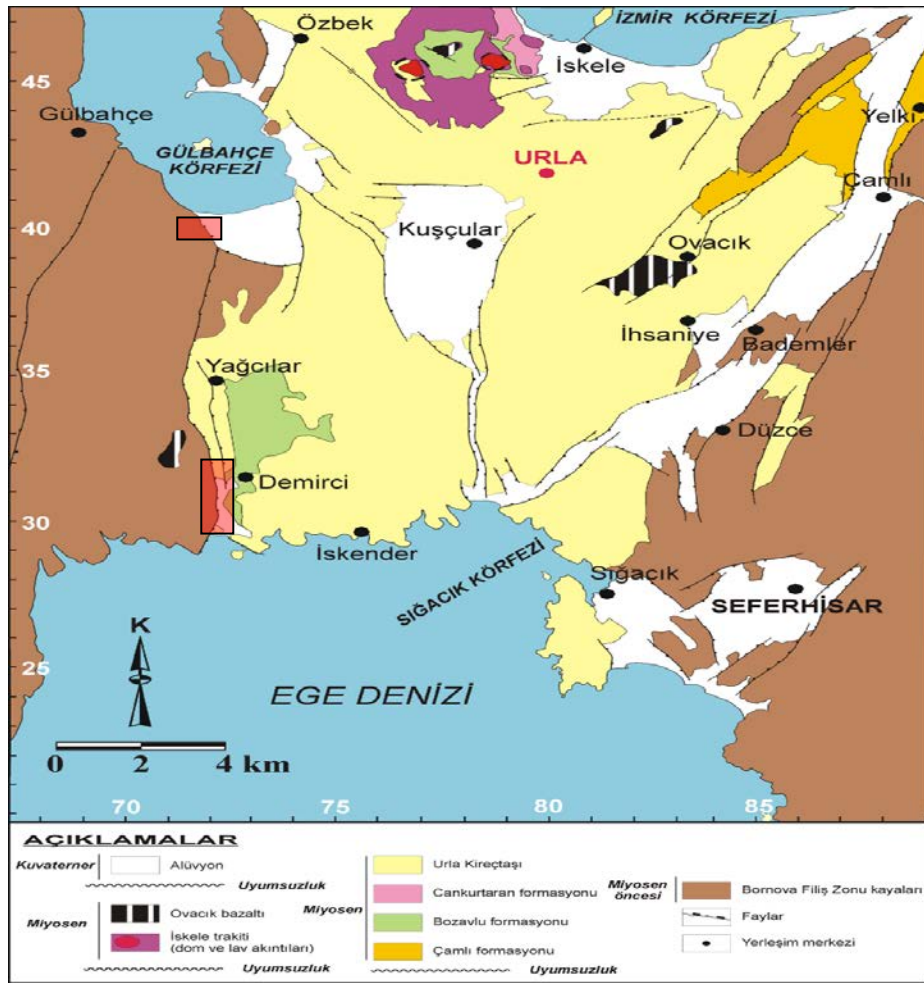 İZMİR KÖRFEZİ
Özbek
İskele
45
Gülbahçe
Yelki
GÜLBAHÇE
KÖRFEZİ
URLA
Çamlı
40
Kuşçular
Ovacık
İhsaniye
Bademler
35
Yağcılar
Düzce
Demirci
30
İskender
SIĞACIK KÖRFEZİ
Sığacık
SEFERHİSAR
K
25
EGE DENİZİ
0 2 4 km
70 75 80 85
AÇIKLAMALAR
Kuvaterner
Alüvyon
Uyumsuzluk
Miyosen
Ovacık bazaltı
İskele trakiti
(dom ve lav akıntıları)
Uyumsuzluk
Miyosen
Urla Kireçtaşı
Cankurtaran formasyonu
Bozavlu formasyonu
Çamlı formasyonu
Uyumsuzluk
Miyosen
öncesi
Bornova Filiş Zonu kayaları
Faylar
Yerleşim merkezi